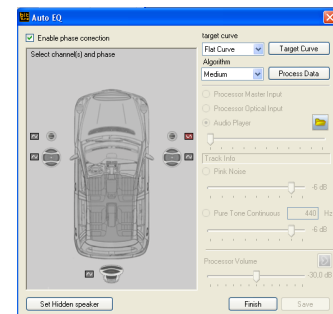 Auto EQ
Enable phase correction
Select channel(s) and phase
target curve
Flat Curve
Target Curve
Algorithm
Medium
Process Data
Processor Master Input
Processor Optical Input
Audio Player
Track Info
Pink Noise
-6 dB
Pure Tone Continuous
440 Hz
-6 dB
Processor Volume
-30.0 dB
Set Hidden speaker
Finish
Save